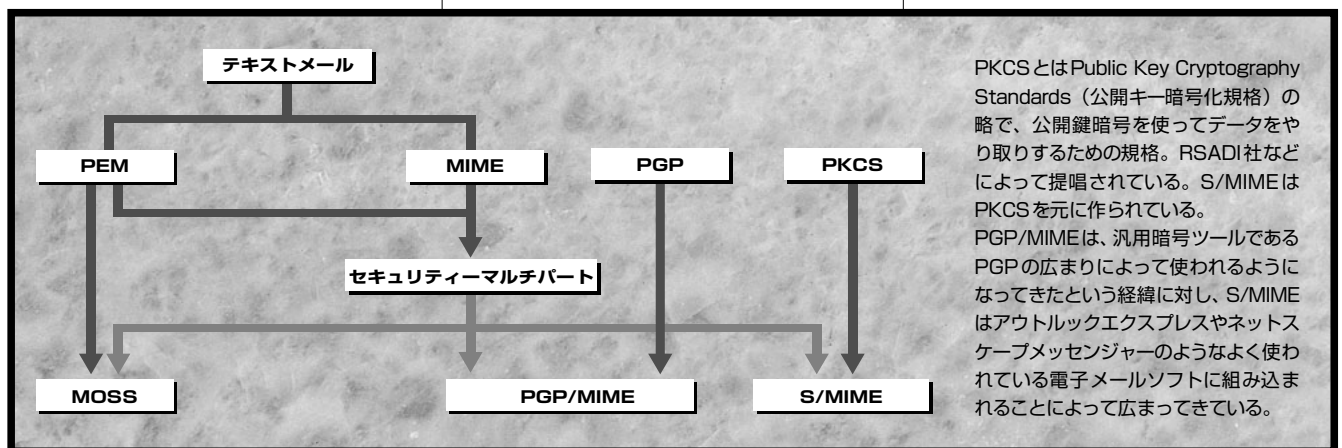 テキストメール
PEM
MIME
PGP
PKCS
セキュリティーマルチパート
MOSS
PGP/MIME
S/MIME
PKCSとはPublic Key Cryptography
Standards（公開キー暗号化規格）の
略で、公開鍵暗号を使ってデータをや
り取りするための規格。RSADI社など
によって提唱されている。S/MIMEは
PKCSを元に作られている。
PGP/MIMEは、汎用暗号ツールである
PGPの広まりによって使われるように
なってきたという経緯に対し、S/MIME
はアウトルックエクスプレスやネットス
ケープメッセンジャーのようなよく使わ
れている電子メールソフトに組み込ま
れることによって広まってきている。